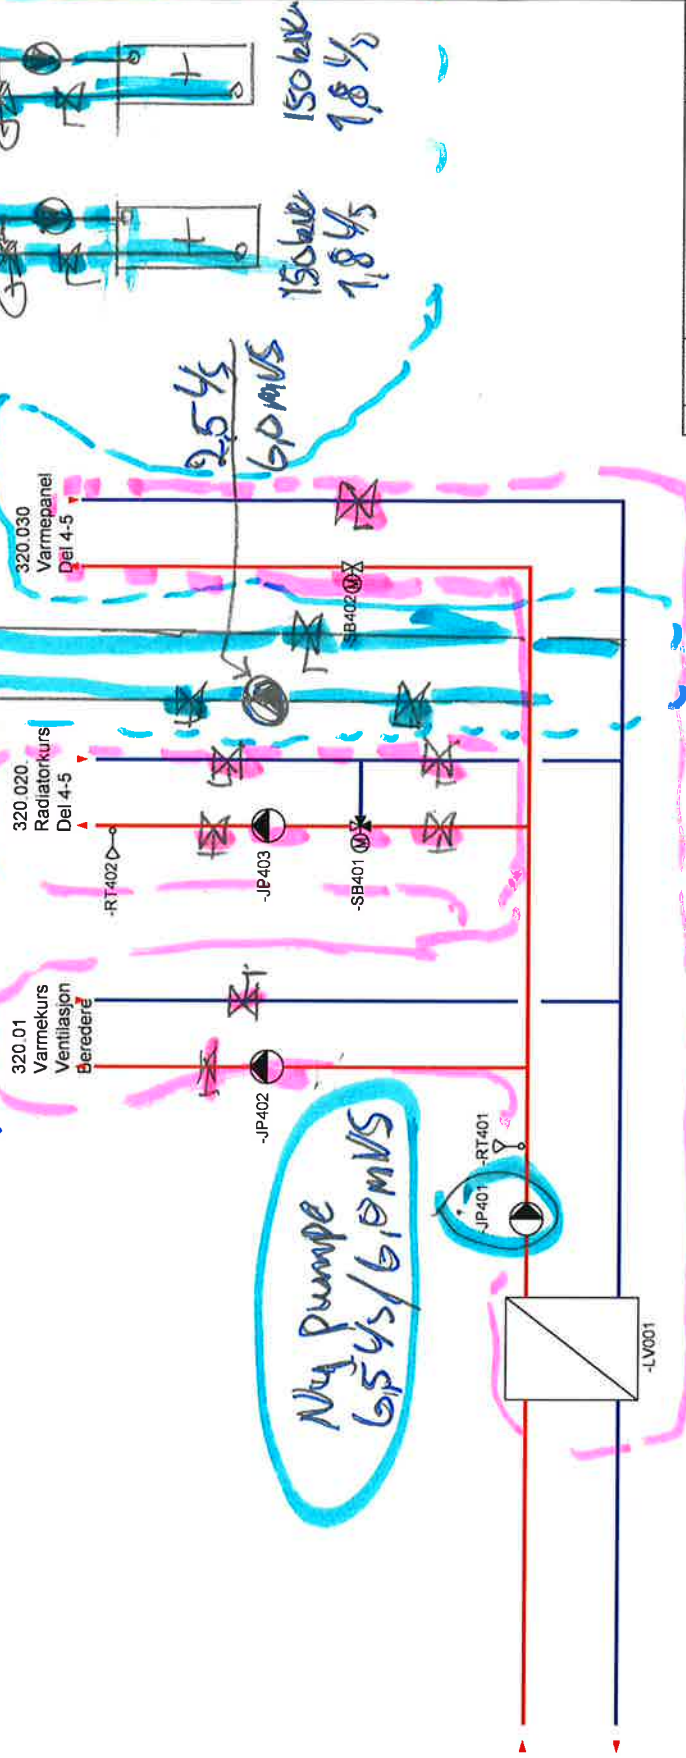 150 kW
1,8 l/s
150 kW
1,8 l/s
2,5 l/s
6,0 mVS
320.030
Varmepanel
Del 4-5
-SB402
M
320.020
Radiatorkurs
Del 4-5
-RT402
-JP403
-SB401
M
320.01
Varmekurs
Ventilasjon
Beredere
-JP402
Ny pumpe
6,5 l/s / 6,0 mVS
-JP401
-RT401
-LV001